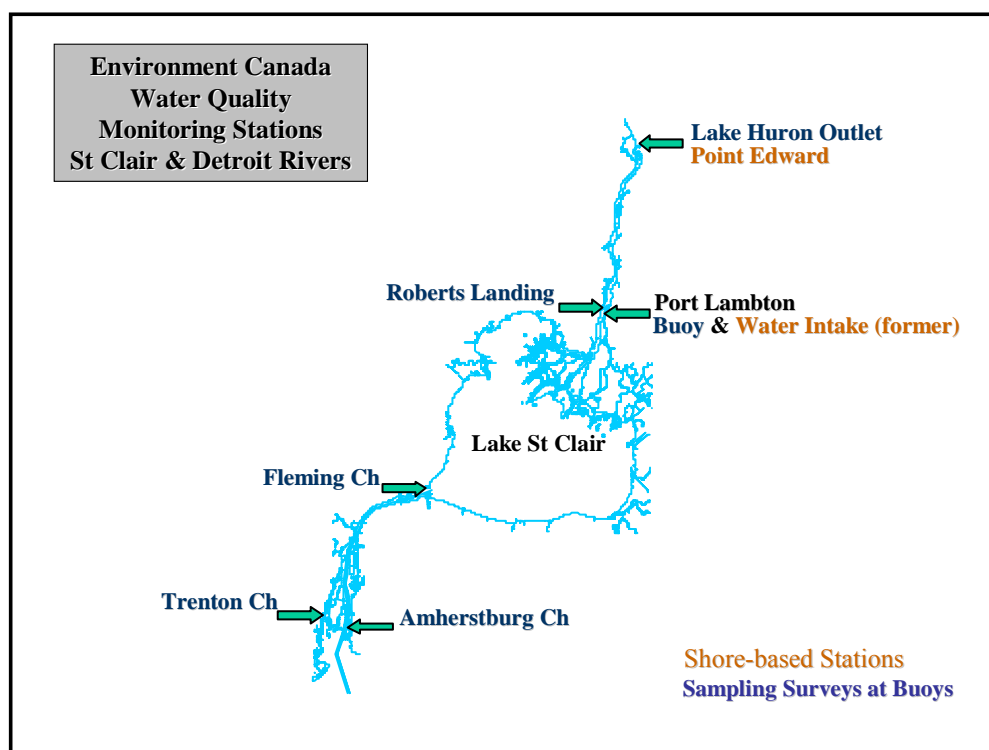 Environment Canada
Water Quality
Monitoring Stations
St Clair & Detroit Rivers
Lake Huron Outlet
Point Edward
Roberts Landing
Port Lambton
Buoy & Water Intake (former)
Lake St Clair
Fleming Ch
Trenton Ch
Amherstburg Ch
Shore-based Stations
Sampling Surveys at Buoys